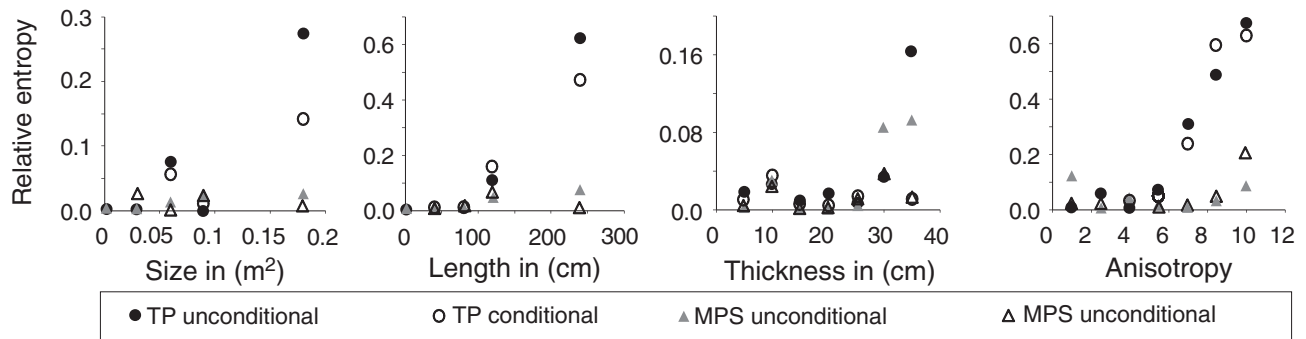 Relative entropy
0.3
0.2
0.1
0.0
0 0.05 0.1 0.2
Size in (m²)
0.6
0.4
0.2
0.0
0 100 200 300
Length in (cm)
0.16
0.08
0.0
0 10 20 30 40
Thickness in (cm)
0.6
0.4
0.2
0.0
0 2 4 6 8 10 12
Anisotropy
TP unconditional TP conditional MPS unconditional MPS unconditional